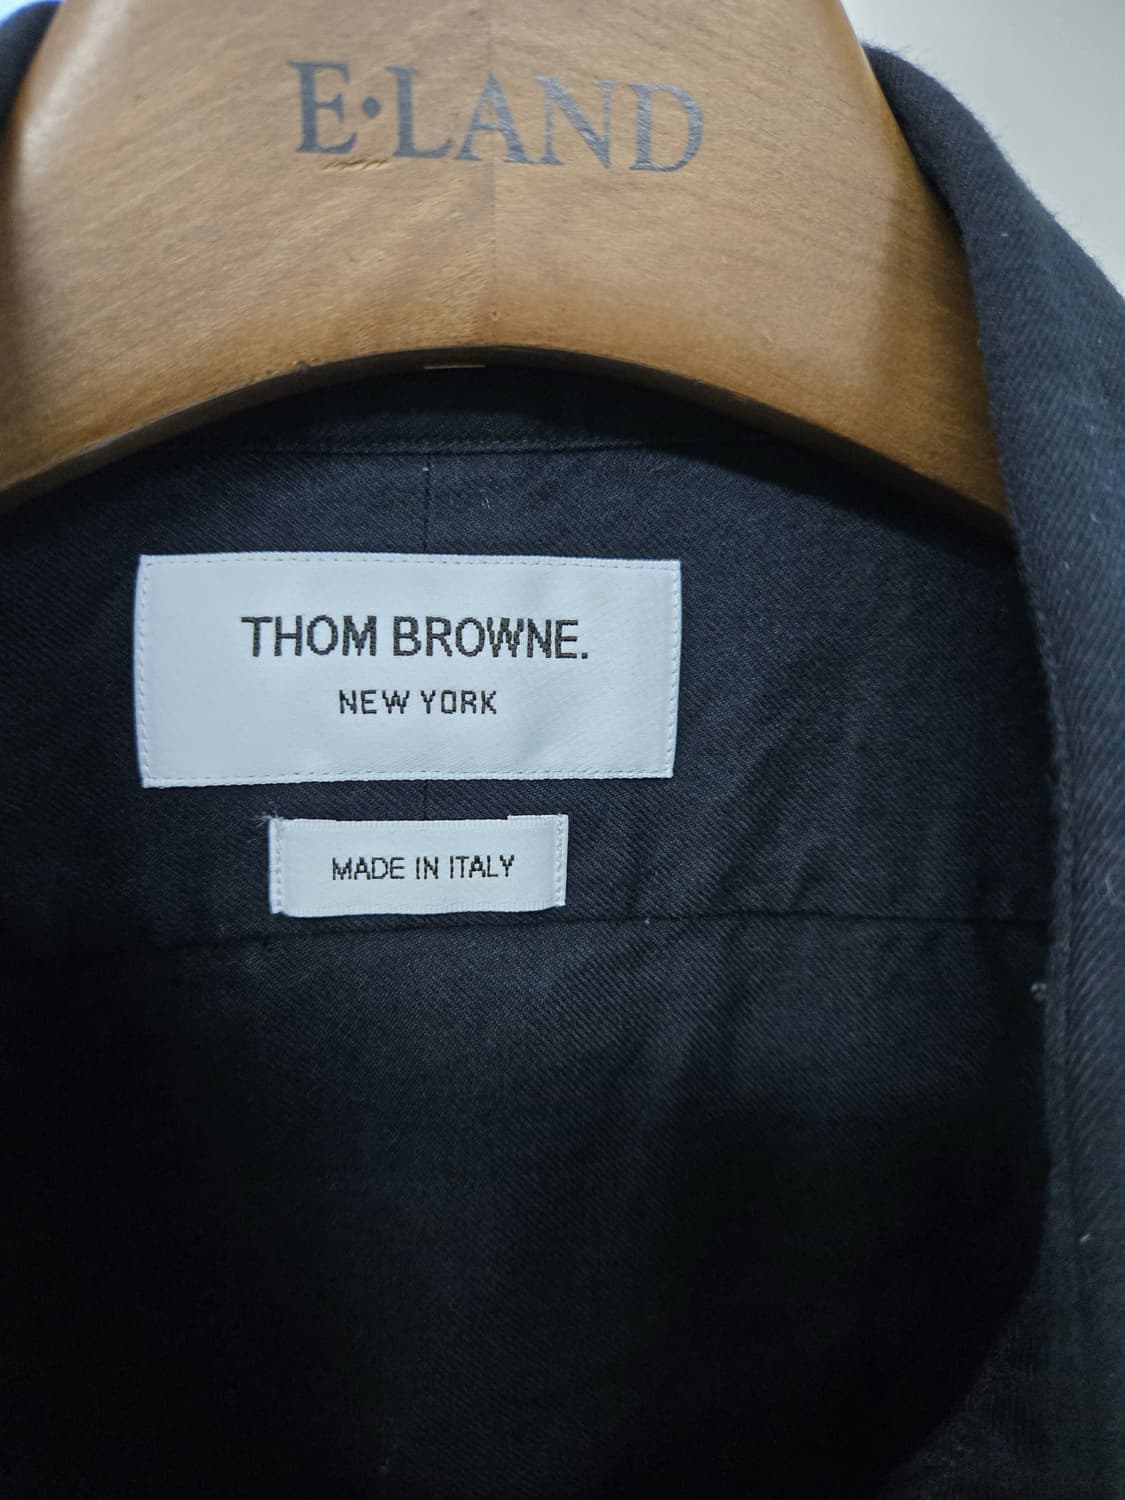 E·LAND
THOM BROWNE.
NEW YORK
MADE IN ITALY